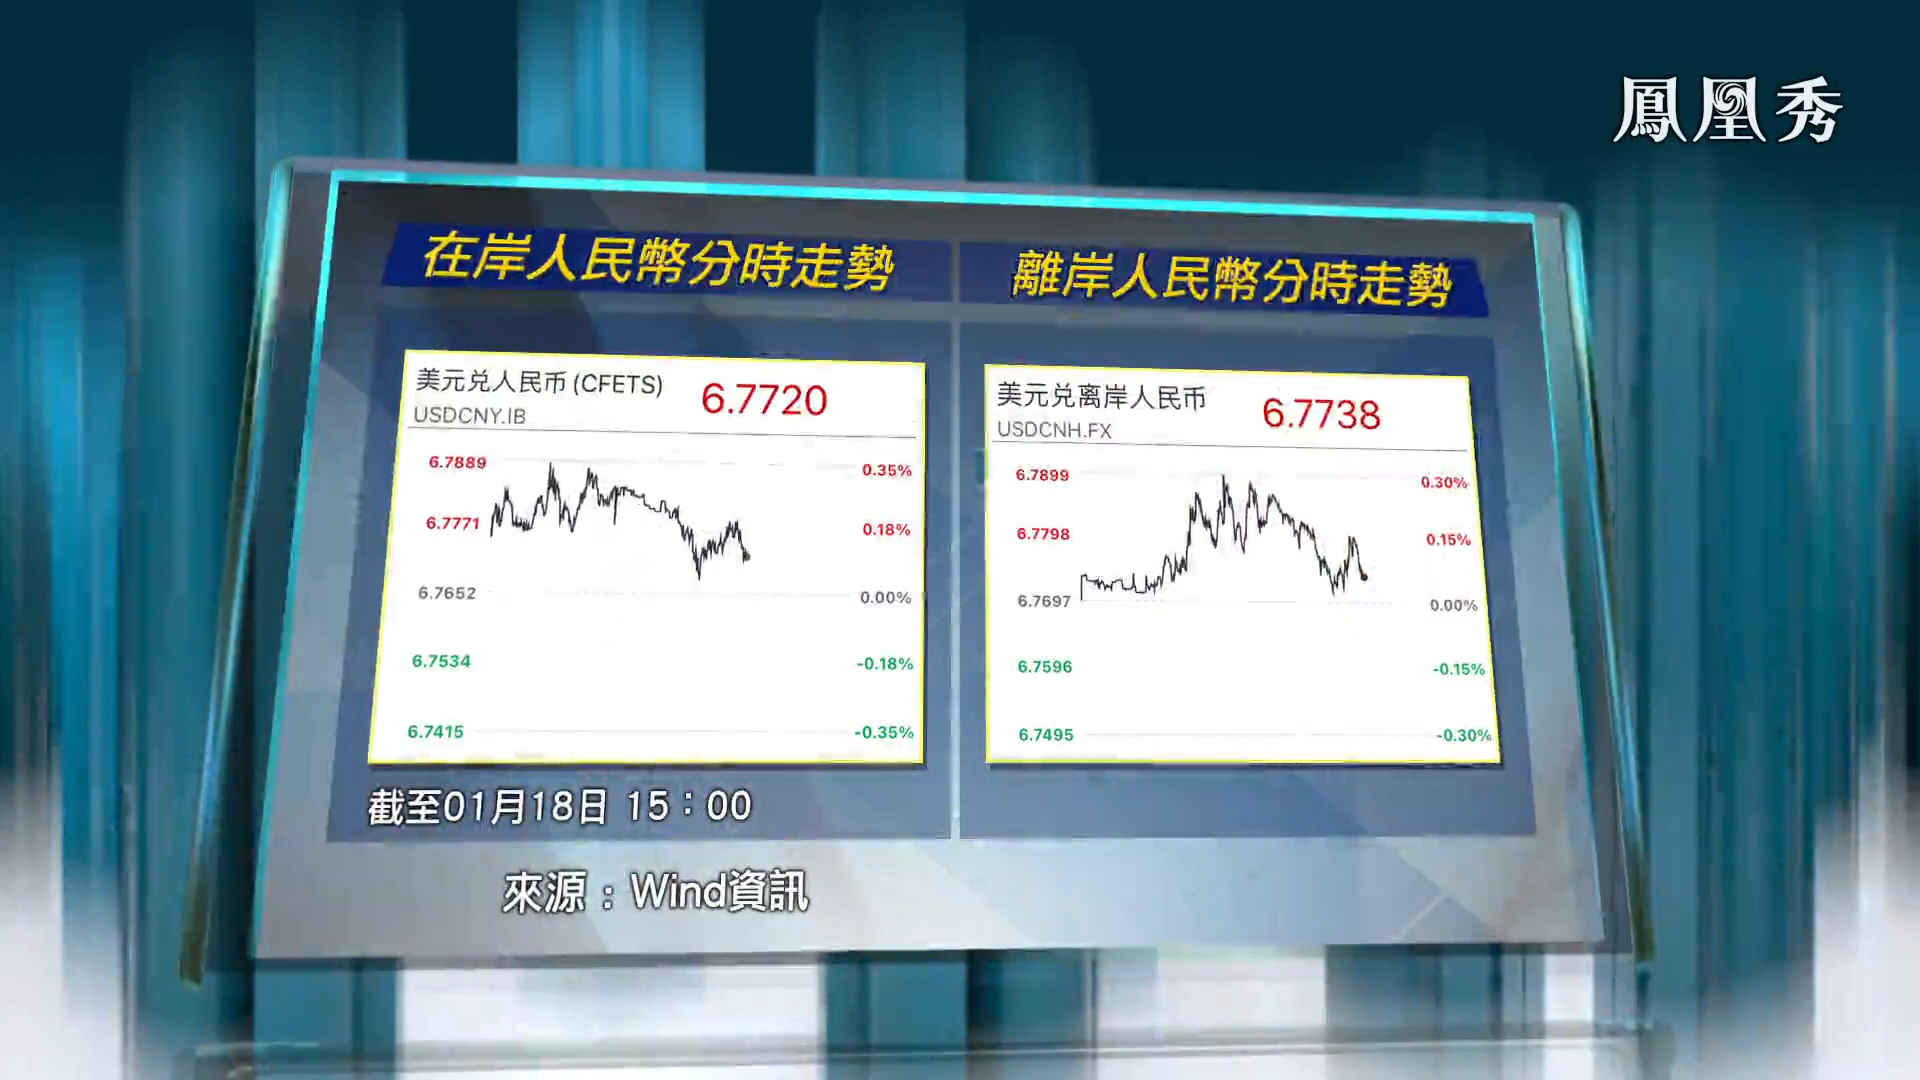 鳳凰秀
在岸人民幣分時走勢
離岸人民幣分時走勢
美元兑人民币(CFETS)
6.7720
USDCNY.IB
6.7889
0.35%
6.7771
0.18%
6.7652
0.00%
6.7534
-0.18%
6.7415
-0.35%
美元兑离岸人民币
6.7738
USDCNH.FX
6.7899
0.30%
6.7798
0.15%
6.7697
0.00%
6.7596
-0.15%
6.7495
-0.30%
截至01月18日 15：00
來源：Wind資訊